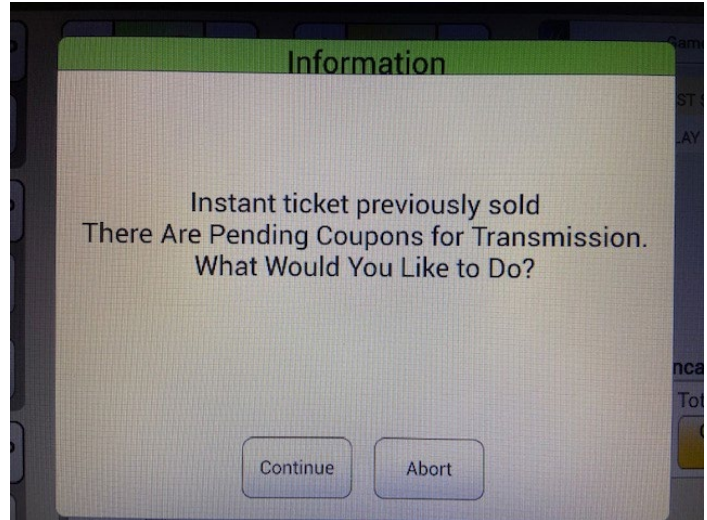 Information
Instant ticket previously sold
There Are Pending Coupons for Transmission.
What Would You Like to Do?
Continue
Abort